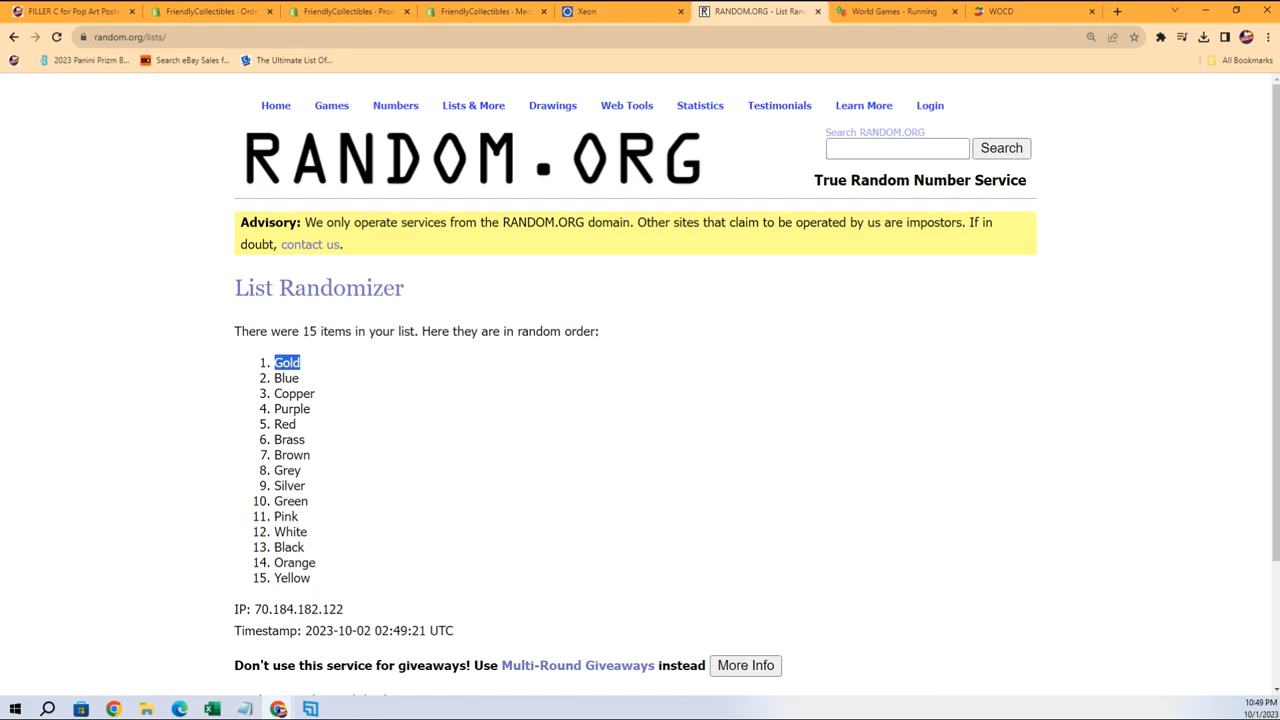 FILLER C for Pop Art Poste
FriendlyCollectibles - Orde
FriendlyCollectibles - Prod
FriendlyCollectibles - Mec
Xeon
RANDOM.ORG - List Ran
World Games - Running
WOCD
random.org/lists/
2023 Panini Prizm B...
Search eBay Sales f...
The Ultimate List Of...
All Bookmarks
Home Games Numbers Lists & More Drawings Web Tools Statistics Testimonials Learn More Login
RANDOM.ORG
Search RANDOM.ORG
Search
True Random Number Service
Advisory: We only operate services from the RANDOM.ORG domain. Other sites that claim to be operated by us are impostors. If in
doubt, contact us.
List Randomizer
There were 15 items in your list. Here they are in random order:
1. Gold
2. Blue
3. Copper
4. Purple
5. Red
6. Brass
7. Brown
8. Grey
9. Silver
10. Green
11. Pink
12. White
13. Black
14. Orange
15. Yellow
IP: 70.184.182.122
Timestamp: 2023-10-02 02:49:21 UTC
Don't use this service for giveaways! Use Multi-Round Giveaways instead More Info
10:49 PM
10/1/2023